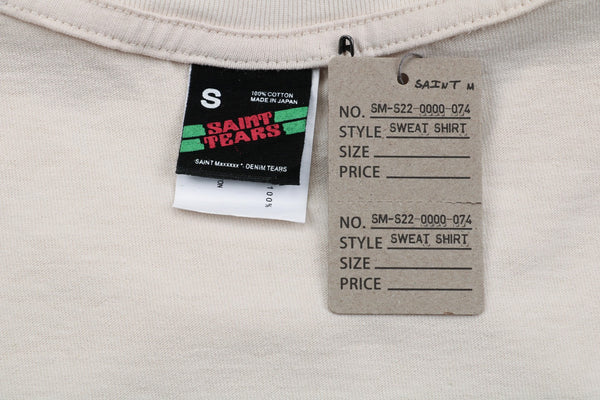 S
100% COTTON
MADE IN JAPAN
SAINT
TEARS
SAINT Mxxxxxx * DENIM TEARS
100%
SAINT M
NO. SM-S22-0000-074
STYLE SWEAT SHIRT
SIZE
PRICE
NO. SM-S22-0000-074
STYLE SWEAT SHIRT
SIZE
PRICE